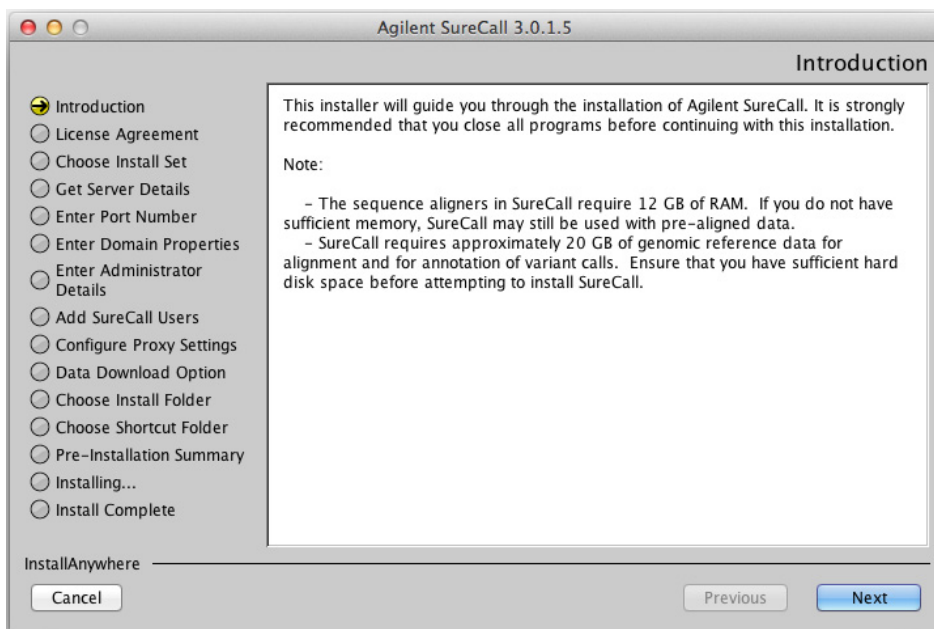 Agilent SureCall 3.0.1.5
Introduction
Introduction
License Agreement
Choose Install Set
Get Server Details
Enter Port Number
Enter Domain Properties
Enter Administrator
Details
Add SureCall Users
Configure Proxy Settings
Data Download Option
Choose Install Folder
Choose Shortcut Folder
Pre-Installation Summary
Installing...
Install Complete
This installer will guide you through the installation of Agilent SureCall. It is strongly
recommended that you close all programs before continuing with this installation.
Note:
– The sequence aligners in SureCall require 12 GB of RAM.  If you do not have
sufficient memory, SureCall may still be used with pre-aligned data.
– SureCall requires approximately 20 GB of genomic reference data for
alignment and for annotation of variant calls.  Ensure that you have sufficient hard
disk space before attempting to install SureCall.
InstallAnywhere
Cancel
Previous
Next